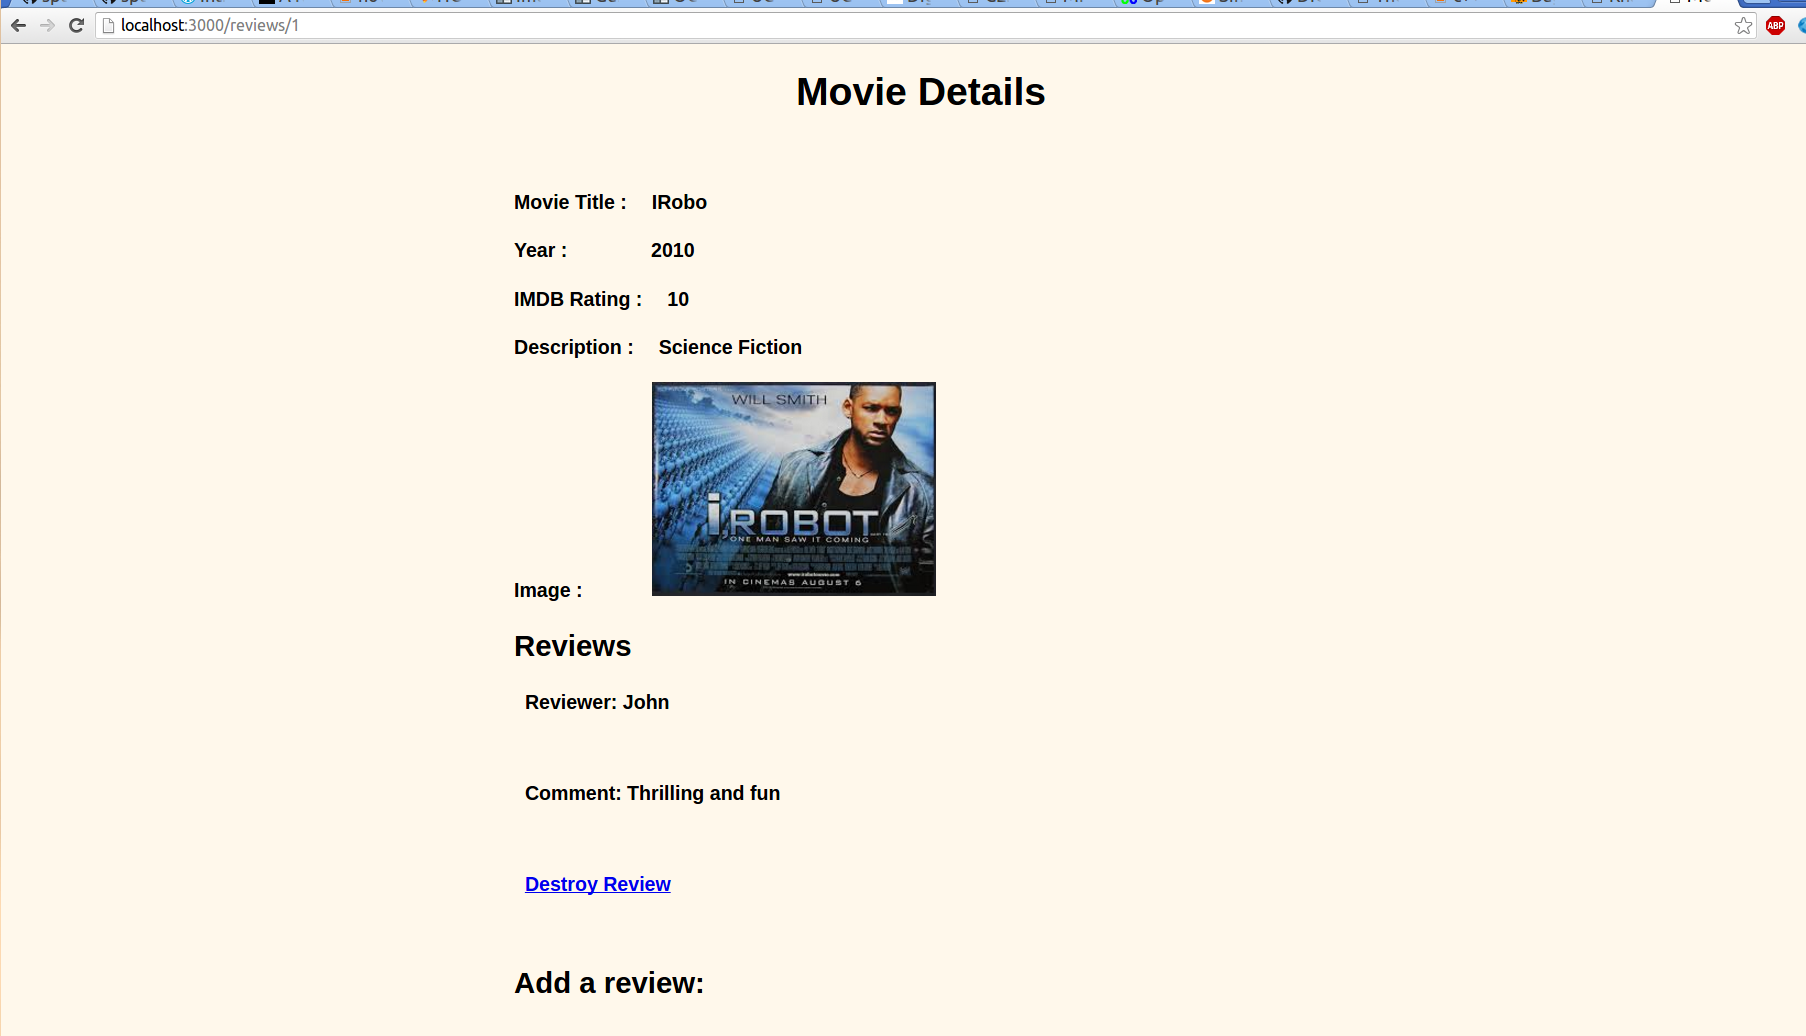 localhost:3000/reviews/1
ABP
Movie Details
Movie Title : IRobo
Year : 2010
IMDB Rating : 10
Description : Science Fiction
WILL SMITH
i,ROBOT
ONE MAN SAW IT COMING
IN CINEMAS AUGUST 6
Image :
Reviews
Reviewer: John
Comment: Thrilling and fun
Destroy Review
Add a review: